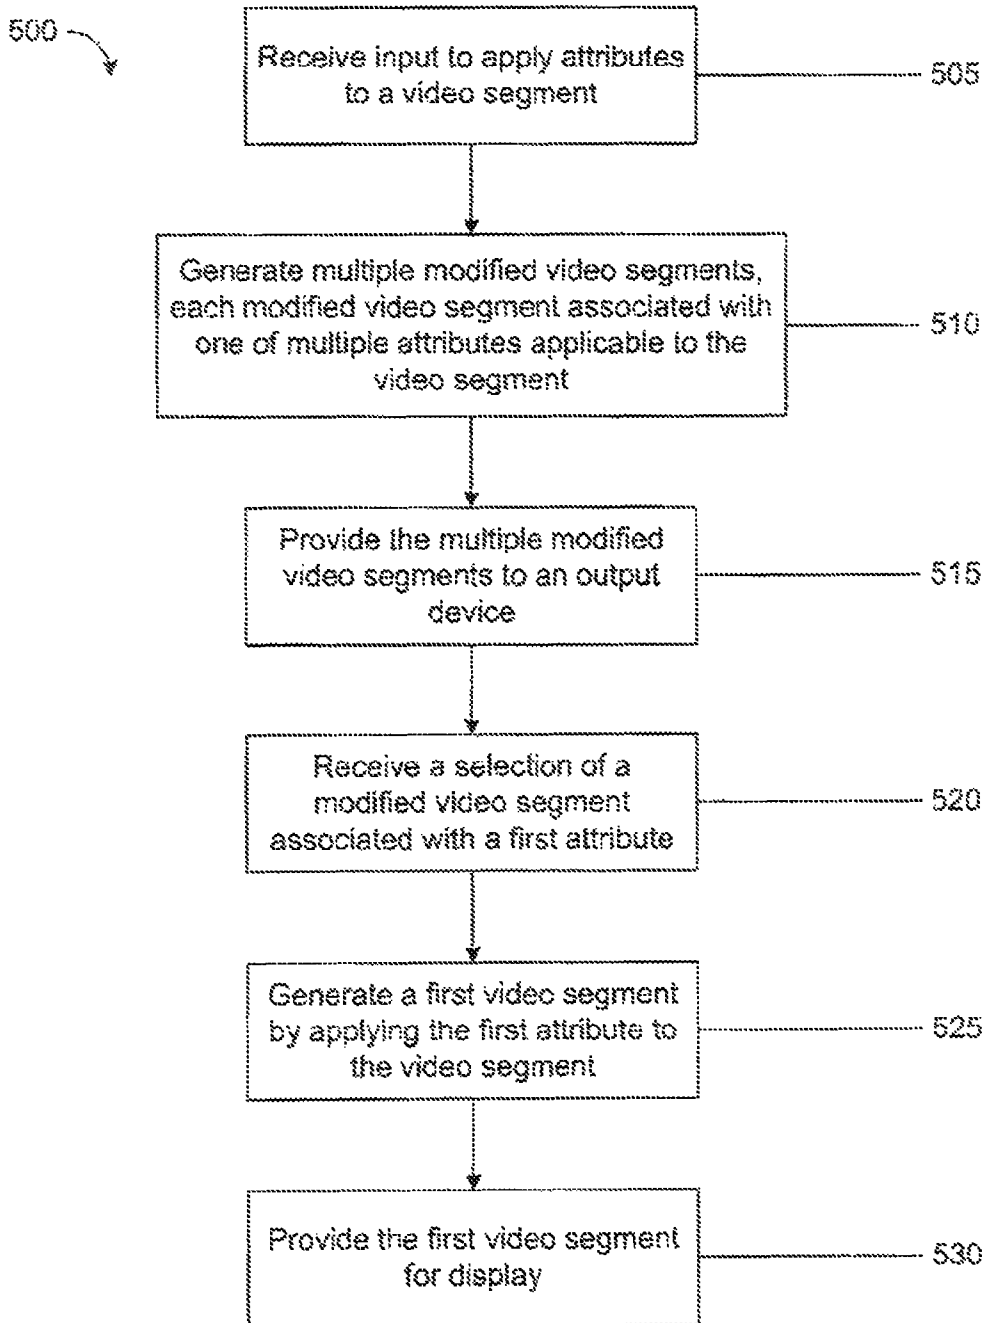 500
Receive input to apply attributes
to a video segment
505
Generate multiple modified video segments,
each modified video segment associated with
one of multiple attributes applicable to the
video segment
510
Provide the multiple modified
video segments to an output
device
515
Receive a selection of a
modified video segment
associated with a first attribute
520
Generate a first video segment
by applying the first attribute to
the video segment
525
Provide the first video segment
for display
530